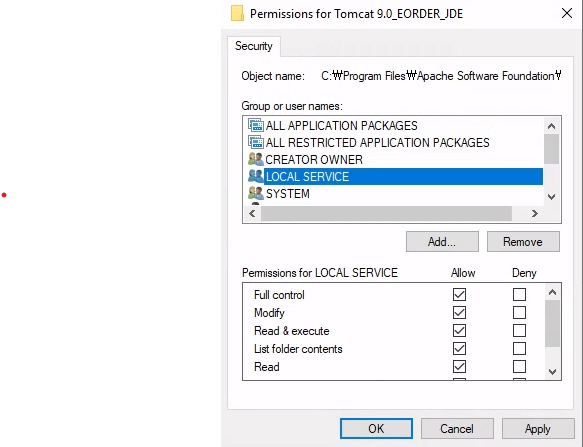 Permissions for Tomcat 9.0_EORDER_JDE
Security
Object name: C:₩Program Files₩Apache Software Foundation₩
Group or user names:
ALL APPLICATION PACKAGES
ALL RESTRICTED APPLICATION PACKAGES
CREATOR OWNER
LOCAL SERVICE
SYSTEM
Add... Remove
Permissions for LOCAL SERVICE Allow Deny
Full control
Modify
Read & execute
List folder contents
Read
OK Cancel Apply